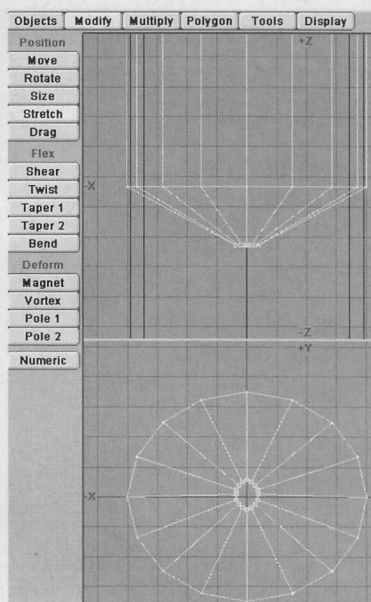 Objects Modify Multiply Polygon Tools Display
Position
Move
Rotate
Size
Stretch
Drag
Flex
Shear
Twist
Taper 1
Taper 2
Bend
Deform
Magnet
Vortex
Pole 1
Pole 2
Numeric
+Z
-X
-Z
+Y
-X